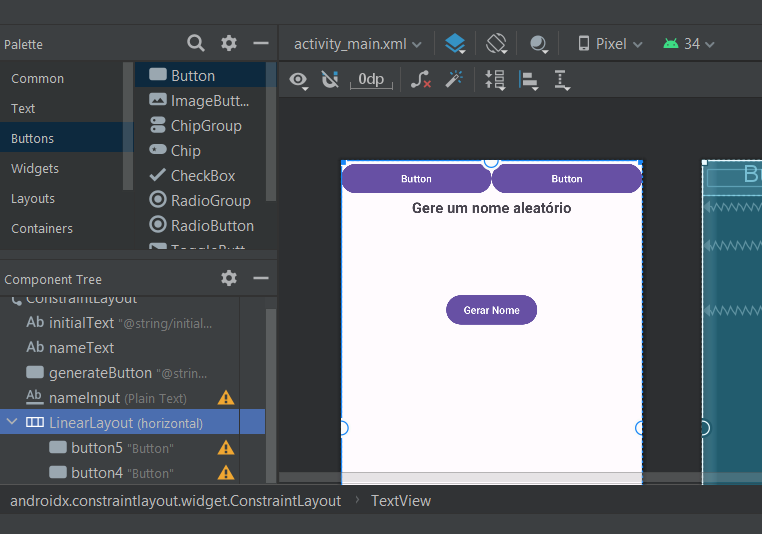 Palette
activity_main.xml
Pixel
34
Common
Text
Buttons
Widgets
Layouts
Containers
Button
ImageButt...
ChipGroup
Chip
CheckBox
RadioGroup
RadioButton
0dp
Button
Button
Gere um nome aleatório
Gerar Nome
Component Tree
ConstraintLayout
Ab initialText "@string/initial...
Ab nameText
generateButton "@strin...
Ab nameInput (Plain Text)
LinearLayout (horizontal)
button5 "Button"
button4 "Button"
androidx.constraintlayout.widget.ConstraintLayout › TextView